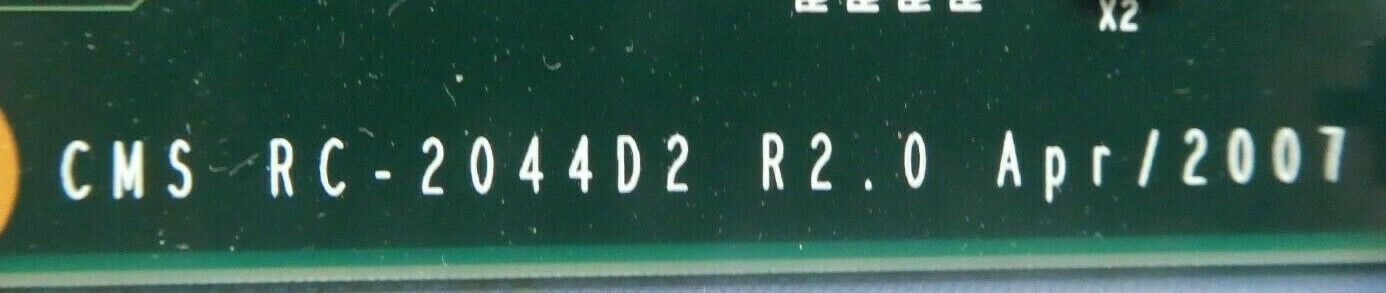 X2
CMS RC-2044D2 R2.0 Apr/2007